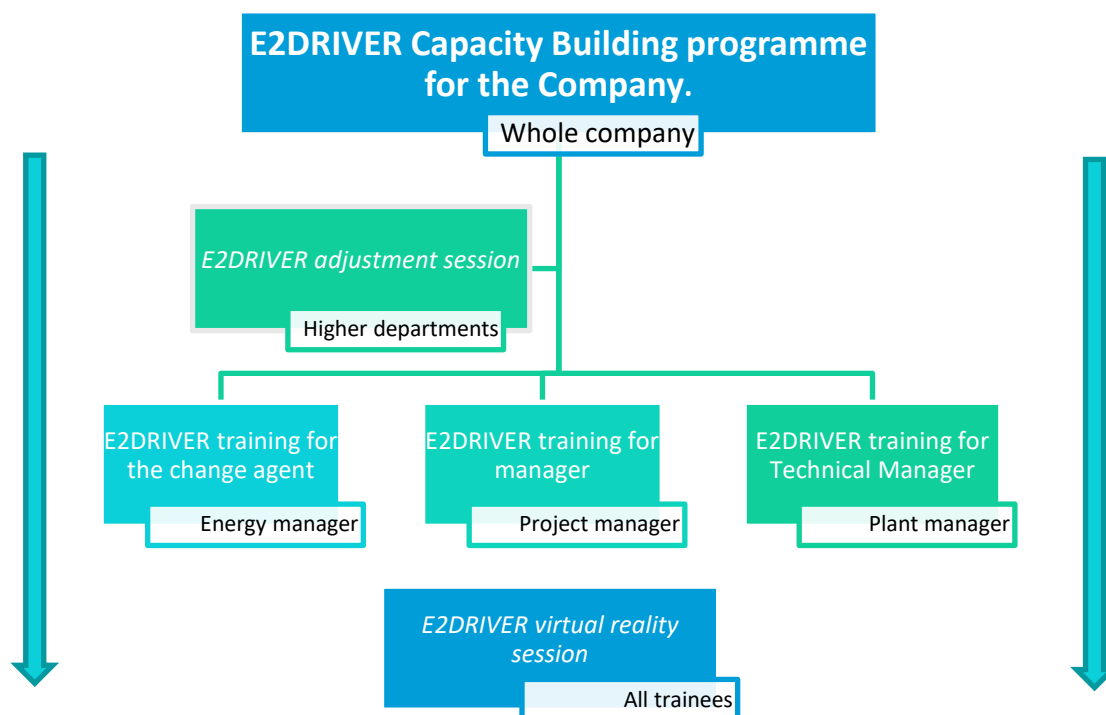 E2DRIVER Capacity Building programme
for the Company.
Whole company
E2DRIVER adjustment session
Higher departments
E2DRIVER training for
the change agent
Energy manager
E2DRIVER training for
manager
Project manager
E2DRIVER training for
Technical Manager
Plant manager
E2DRIVER virtual reality
session
All trainees